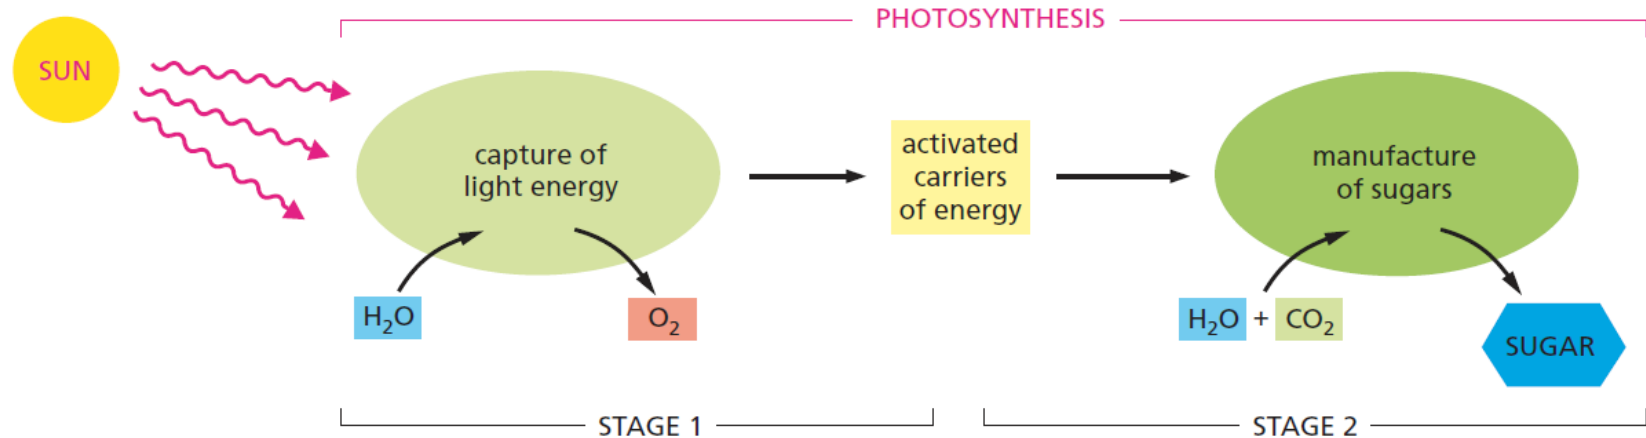 PHOTOSYNTHESIS
SUN
capture of
light energy
H₂O
O₂
activated
carriers
of energy
manufacture
of sugars
H₂O + CO₂
SUGAR
STAGE 1
STAGE 2